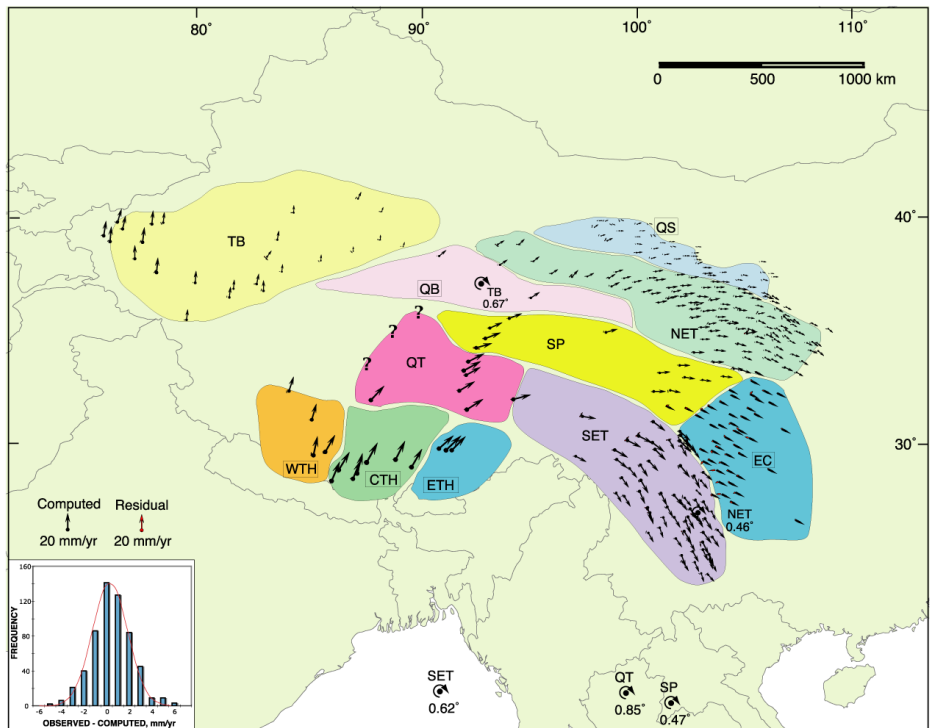 80°
90°
100°
110°
0
500
1000 km
40°
QS
TB
QB
TB
0.67°
?
?
NET
SP
QT
?
30°
SET
EC
WTH
CTH
ETH
NET
0.46°
Computed
Residual
20 mm/yr
20 mm/yr
160
120
80
40
0
FREQUENCY
-6
-4
-2
0
2
4
6
OBSERVED - COMPUTED, mm/yr
SET
0.62°
QT
0.85°
SP
0.47°